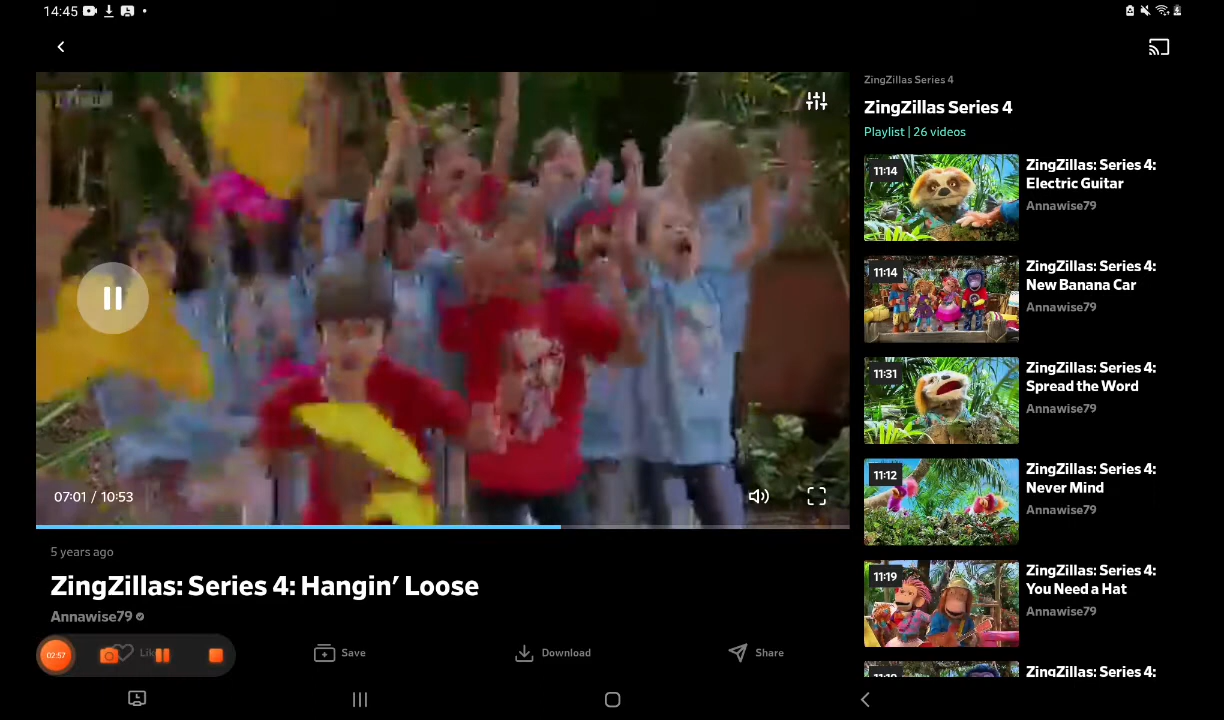 14:45
ZingZillas Series 4
ZingZillas Series 4
Playlist | 26 videos
11:14
ZingZillas: Series 4:
Electric Guitar
Annawise79
11:14
ZingZillas: Series 4:
New Banana Car
Annawise79
11:31
ZingZillas: Series 4:
Spread the Word
Annawise79
11:12
ZingZillas: Series 4:
Never Mind
Annawise79
11:19
ZingZillas: Series 4:
You Need a Hat
Annawise79
ZingZillas: Series 4:
07:01 / 10:53
5 years ago
ZingZillas: Series 4: Hangin’ Loose
Annawise79
02:57
Save
Download
Share